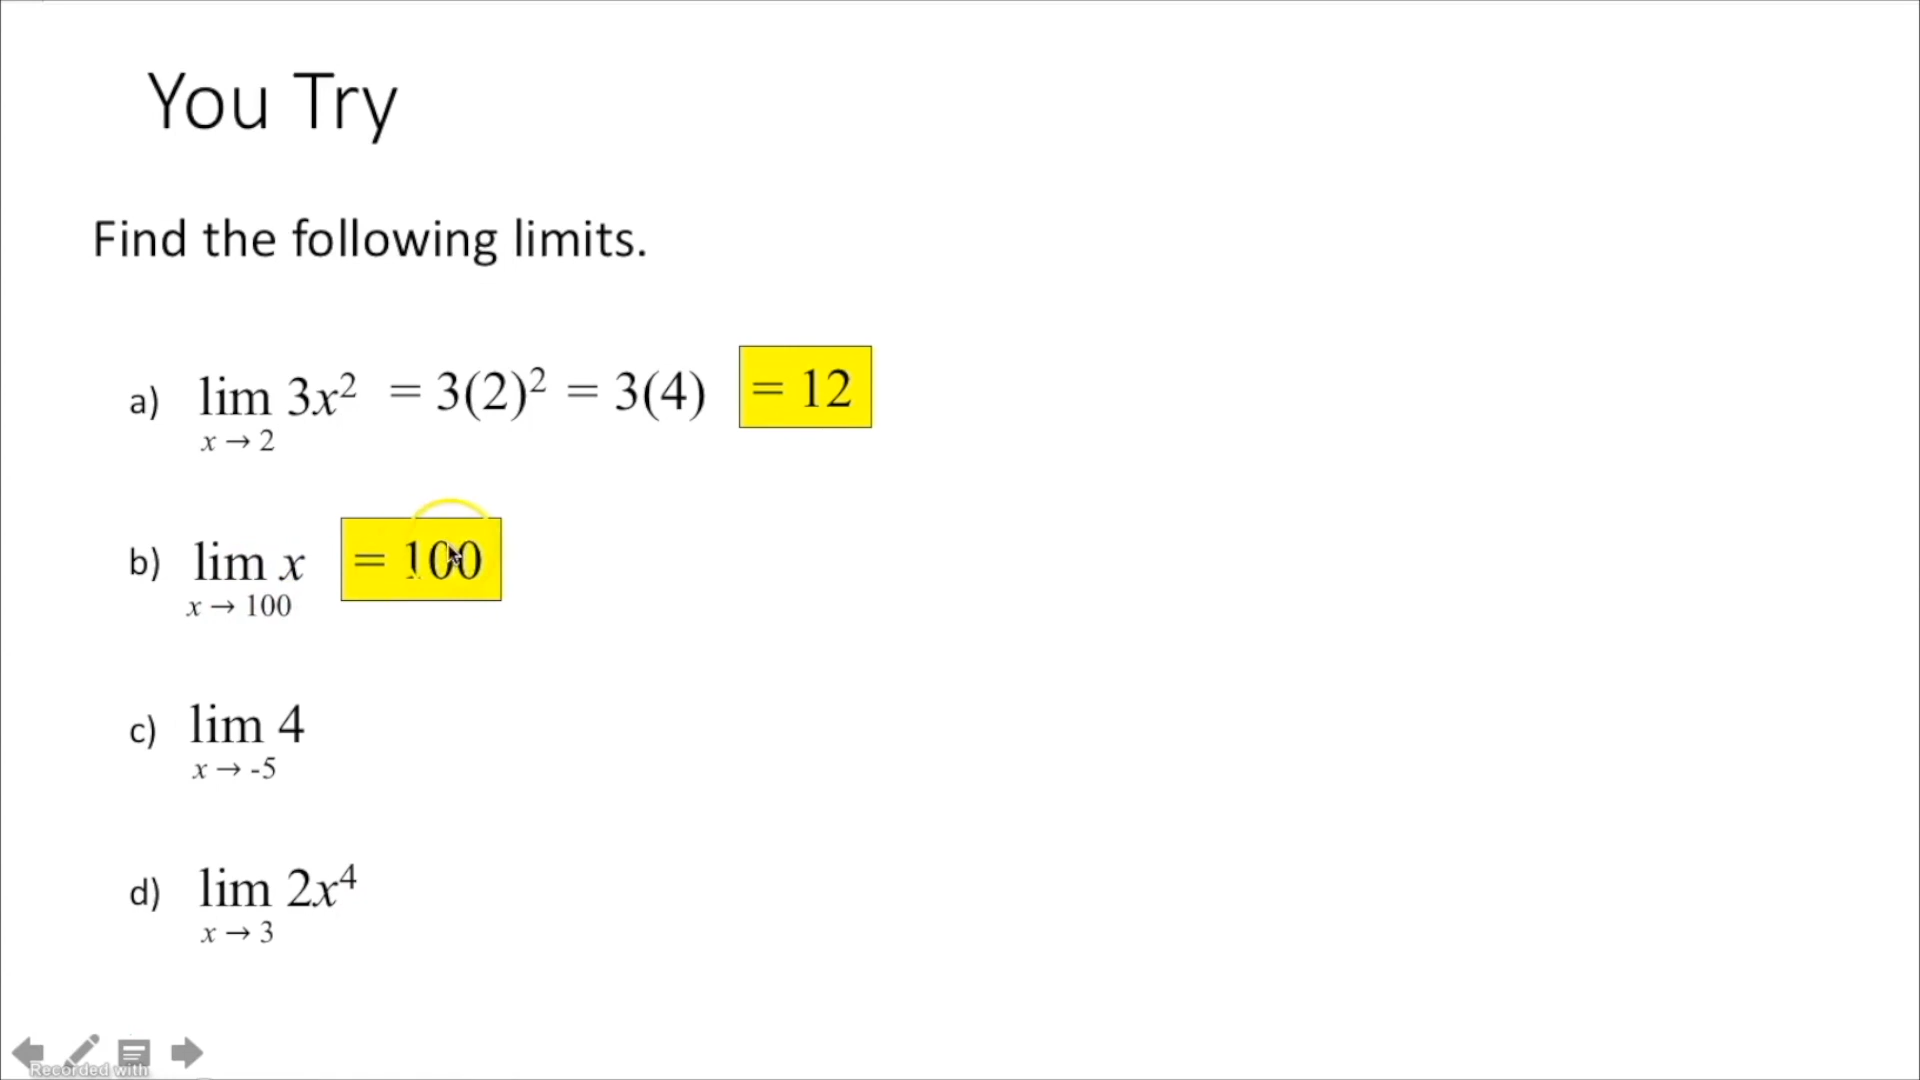 You Try
Find the following limits.
a) lim 3x² = 3(2)² = 3(4) = 12
x → 2
b) lim x = 100
x → 100
c) lim 4
x → -5
d) lim 2x⁴
x → 3
Recorded with